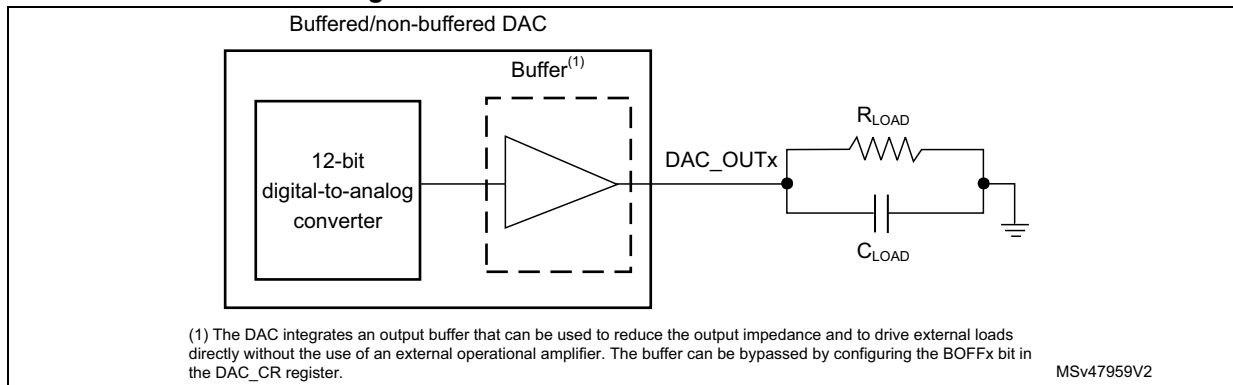 Buffered/non-buffered DAC
Buffer(1)
12-bit
digital-to-analog
converter
DAC_OUTx
RLOAD
CLOAD
(1) The DAC integrates an output buffer that can be used to reduce the output impedance and to drive external loads
directly without the use of an external operational amplifier. The buffer can be bypassed by configuring the BOFFx bit in
the DAC_CR register.
MSv47959V2